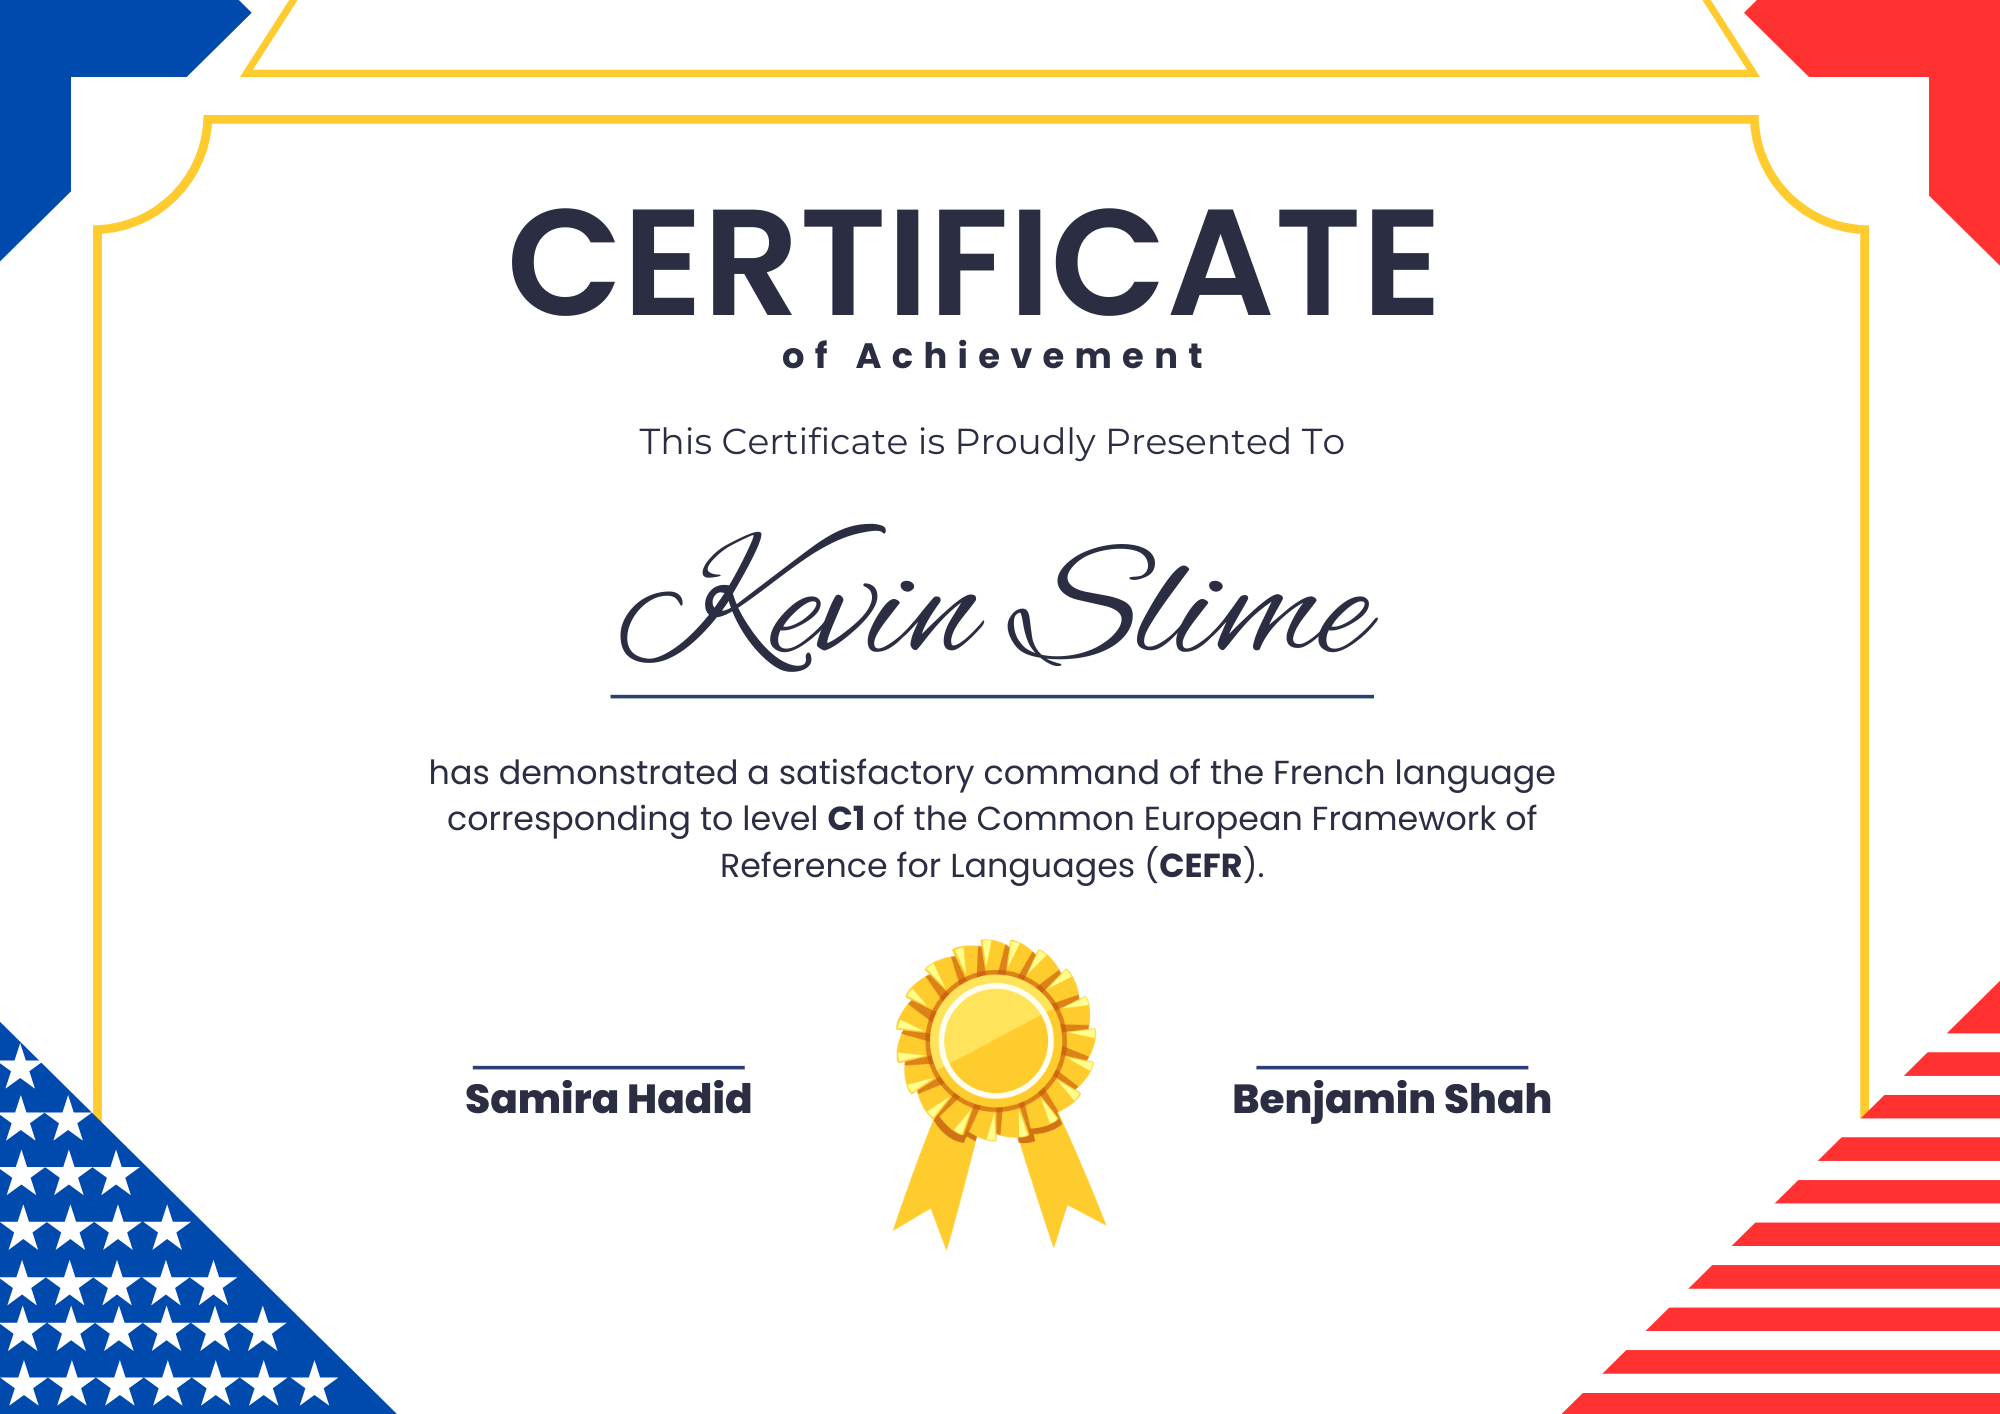 CERTIFICATE
of Achievement
This Certificate is Proudly Presented To
Kevin Slime
has demonstrated a satisfactory command of the French language
corresponding to level C1 of the Common European Framework of
Reference for Languages (CEFR).
Samira Hadid
Benjamin Shah